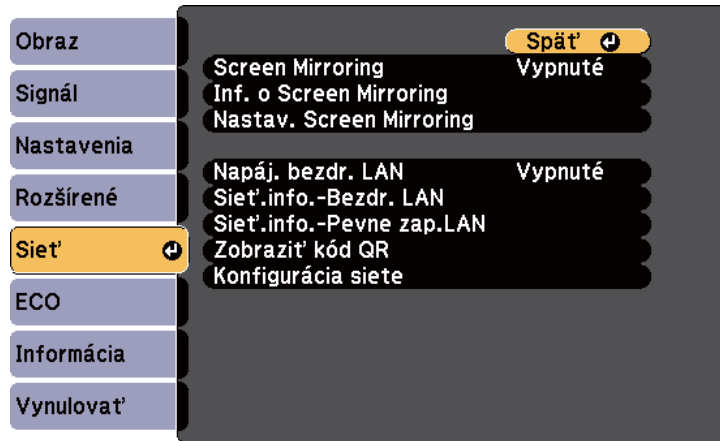 Obraz
Signál
Nastavenia
Rozšírené
Sieť
ECO
Informácia
Vynulovať
Späť
Screen Mirroring Vypnuté
Inf. o Screen Mirroring
Nastav. Screen Mirroring
Napáj. bezdr. LAN Vypnuté
Sieť.info.-Bezdr. LAN
Sieť.info.-Pevne zap.LAN
Zobraziť kód QR
Konfigurácia siete